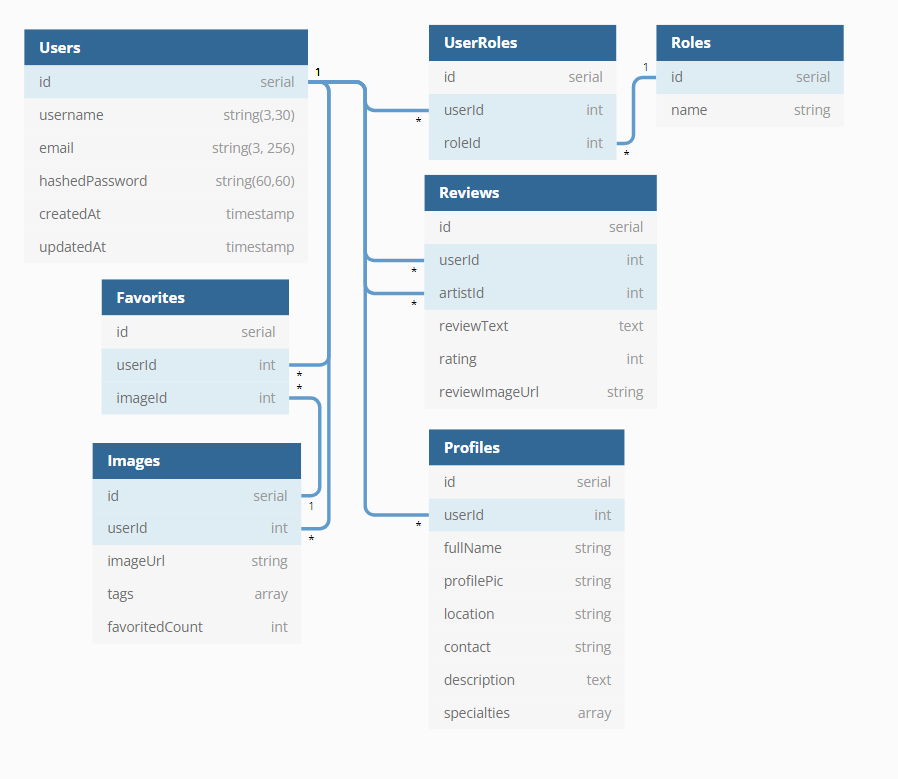 Users
id serial
username string(3,30)
email string(3, 256)
hashedPassword string(60,60)
createdAt timestamp
updatedAt timestamp
1
UserRoles
id serial
userId int
roleId int
*
*
Roles
id serial
name string
1
Reviews
id serial
userId int
artistId int
reviewText text
rating int
reviewImageUrl string
*
*
Favorites
id serial
userId int
imageId int
*
*
Images
id serial
userId int
imageUrl string
tags array
favoritedCount int
1
*
Profiles
id serial
userId int
fullName string
profilePic string
location string
contact string
description text
specialties array
*